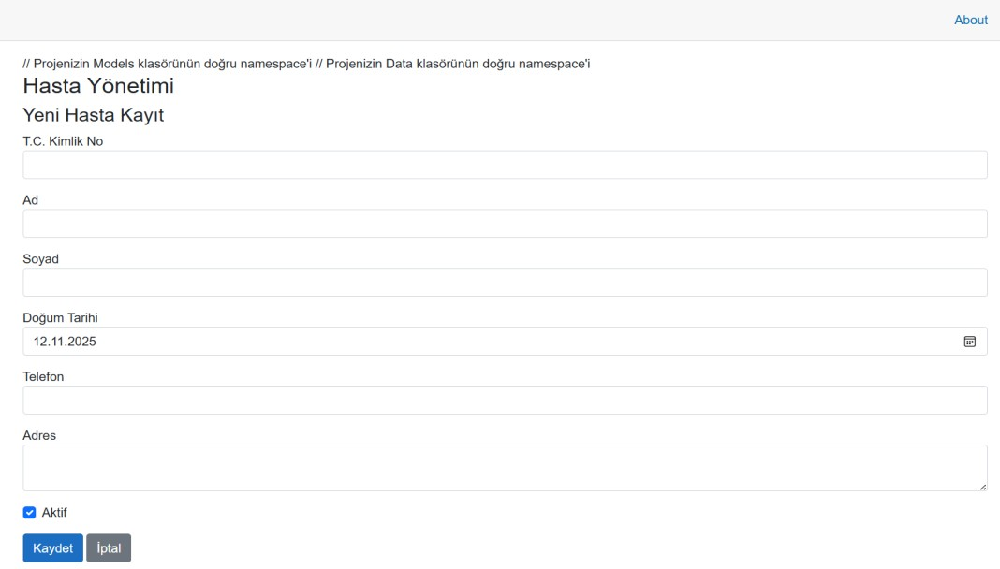 About
// Projenizin Models klasörünün doğru namespace'i // Projenizin Data klasörünün doğru namespace'i
Hasta Yönetimi
Yeni Hasta Kayıt
T.C. Kimlik No
Ad
Soyad
Doğum Tarihi
12.11.2025
Telefon
Adres
Aktif
Kaydet İptal